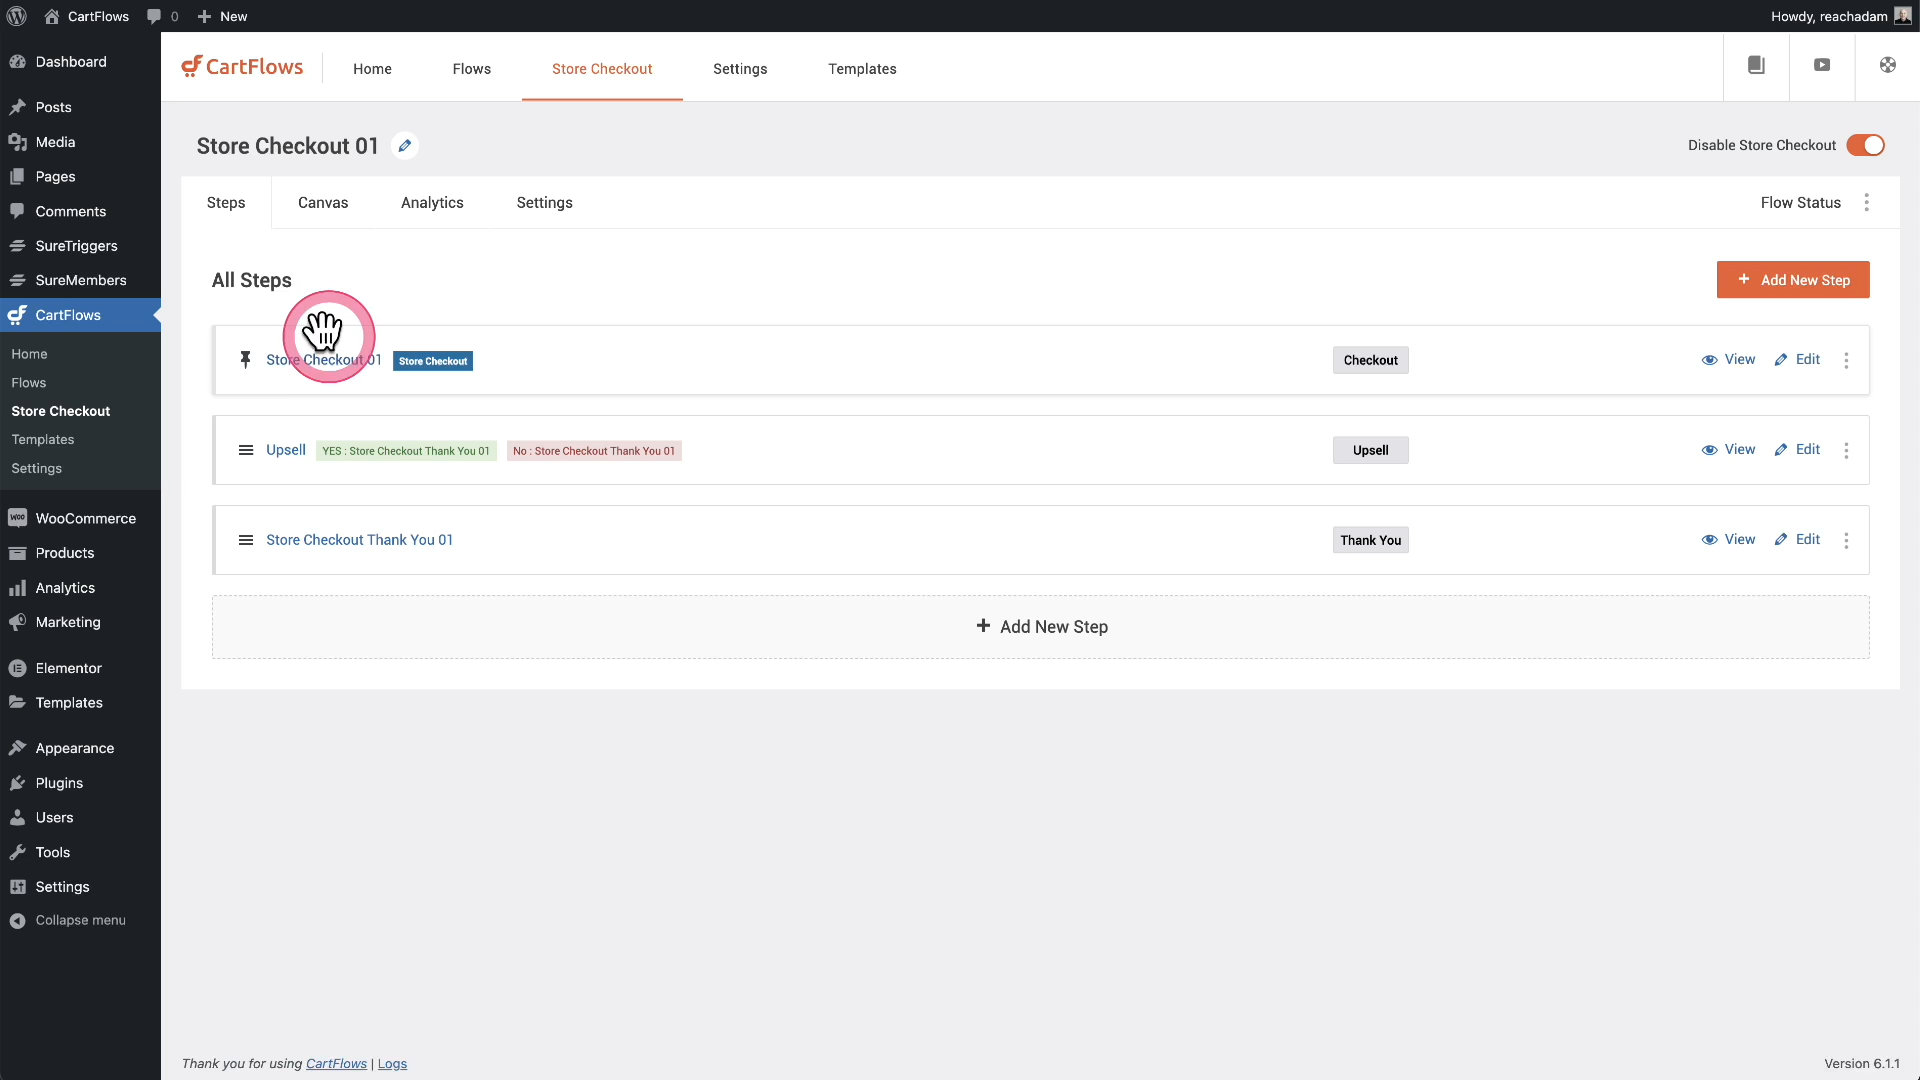 CartFlows
0
New
Howdy, reachadam
Dashboard
Posts
Media
Pages
Comments
SureTriggers
SureMembers
CartFlows
Home
Flows
Store Checkout
Templates
Settings
WooCommerce
Products
Analytics
Marketing
Elementor
Templates
Appearance
Plugins
Users
Tools
Settings
Collapse menu
CartFlows
Home
Flows
Store Checkout
Settings
Templates
Store Checkout 01
Disable Store Checkout
Steps
Canvas
Analytics
Settings
Flow Status
All Steps
+ Add New Step
Store Checkout 01
Store Checkout
Checkout
View
Edit
Upsell
YES : Store Checkout Thank You 01
No : Store Checkout Thank You 01
Upsell
View
Edit
Store Checkout Thank You 01
Thank You
View
Edit
+ Add New Step
Thank you for using CartFlows | Logs
Version 6.1.1